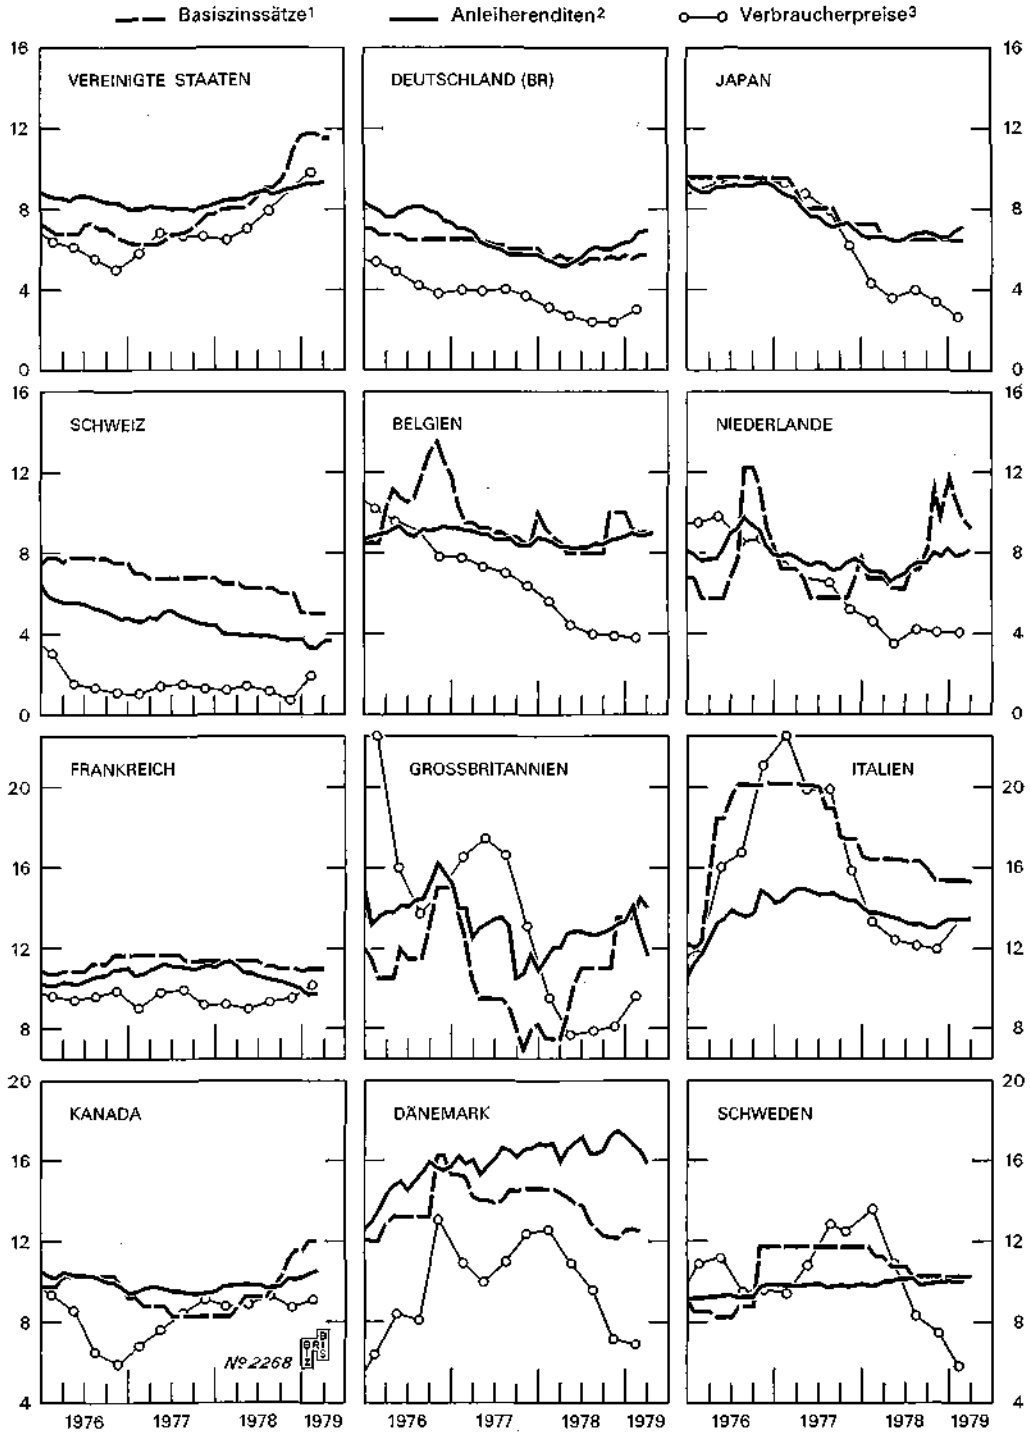 Basiszinssätze1 Anleiherenditen2 Verbraucherpreise3
16 16
VEREINIGTE STAATEN DEUTSCHLAND (BR) JAPAN
12 12
8 8
4 4
0 0
16 16
SCHWEIZ BELGIEN NIEDERLANDE
12 12
8 8
4 4
0 0
FRANKREICH GROSSBRITANNIEN ITALIEN
20 20
16 16
12 12
8 8
20 20
KANADA DÄNEMARK SCHWEDEN
16 16
12 12
8 8
Nº2268 BRI BIZ BIS
4 4
1976 1977 1978 1979 1976 1977 1978 1979 1976 1977 1978 1979